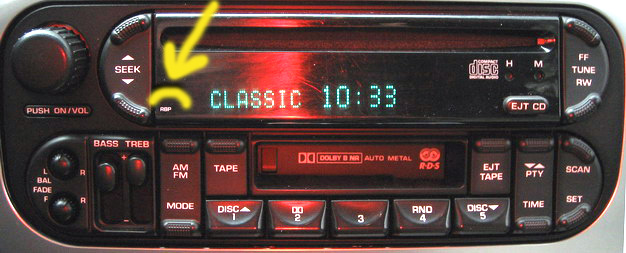 SEEK
PUSH ON/VOL
RBP
CLASSIC 10:33
COMPACT
disc
DIGITAL AUDIO
H M
EJT CD
FF
TUNE
RW
BASS TREB
L R
BAL
FADE
F R
+
-
AM
FM
MODE
TAPE
DOLBY B NR AUTO METAL
R·D·S
EJT
TAPE
PTY
TIME
SCAN
SET
DISC
1
2
3
RND
4
DISC
5